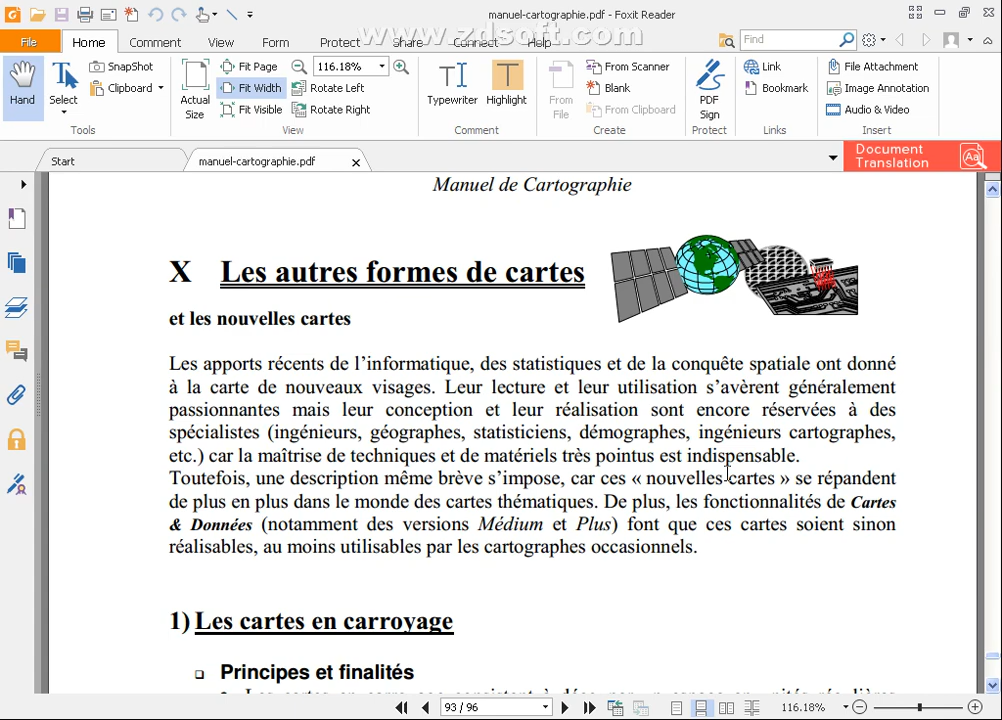 manuel-cartographie.pdf - Foxit Reader
www.zdsoft.com
File Home Comment View Form Protect Share Connect Help Find
Hand
Select
SnapShot
Clipboard
Tools
Actual Size
Fit Page
Fit Width
Fit Visible
116.18%
Rotate Left
Rotate Right
View
Typewriter
Highlight
Comment
From File
From Scanner
Blank
From Clipboard
Create
PDF Sign
Protect
Link
Bookmark
Links
File Attachment
Image Annotation
Audio & Video
Insert
Start
manuel-cartographie.pdf
Document Translation
Manuel de Cartographie
X Les autres formes de cartes
et les nouvelles cartes
Les apports récents de l’informatique, des statistiques et de la conquête spatiale ont donné
à la carte de nouveaux visages. Leur lecture et leur utilisation s’avèrent généralement
passionnantes mais leur conception et leur réalisation sont encore réservées à des
spécialistes (ingénieurs, géographes, statisticiens, démographes, ingénieurs cartographes,
etc.) car la maîtrise de techniques et de matériels très pointus est indispensable.
Toutefois, une description même brève s’impose, car ces « nouvelles cartes » se répandent
de plus en plus dans le monde des cartes thématiques. De plus, les fonctionnalités de Cartes
& Données (notamment des versions Médium et Plus) font que ces cartes soient sinon
réalisables, au moins utilisables par les cartographes occasionnels.
1) Les cartes en carroyage
Principes et finalités
93 / 96
116.18%